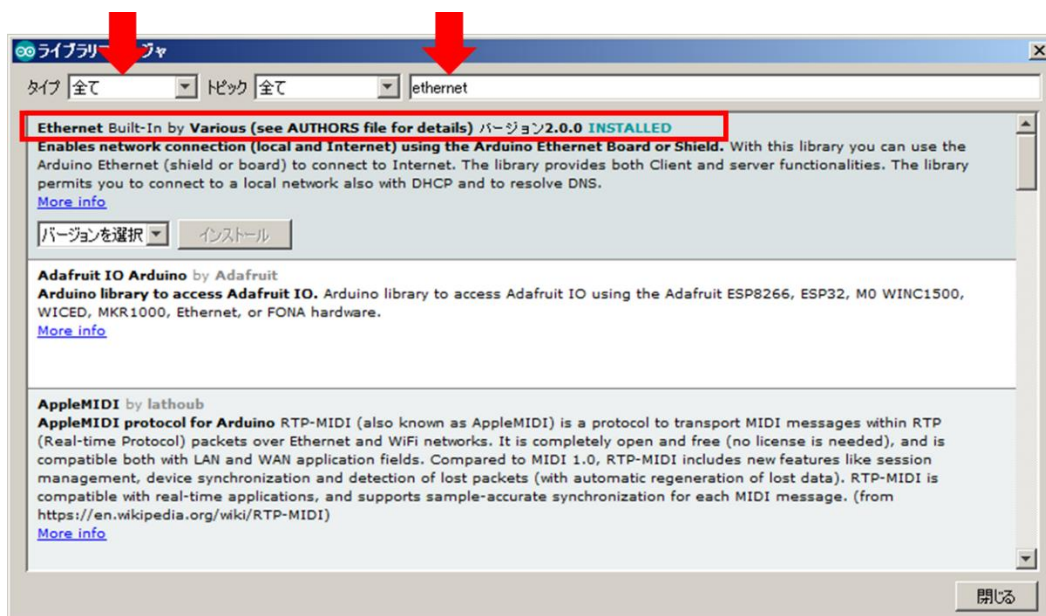 ライブラリマネージャ
タイプ 全て トピック 全て ethernet
Ethernet Built-In by Various (see AUTHORS file for details) バージョン2.0.0 INSTALLED
Enables network connection (local and Internet) using the Arduino Ethernet Board or Shield. With this library you can use the
Arduino Ethernet (shield or board) to connect to Internet. The library provides both Client and server functionalities. The library
permits you to connect to a local network also with DHCP and to resolve DNS.
More info
バージョンを選択 インストール
Adafruit IO Arduino by Adafruit
Arduino library to access Adafruit IO. Arduino library to access Adafruit IO using the Adafruit ESP8266, ESP32, M0 WINC1500,
WICED, MKR1000, Ethernet, or FONA hardware.
More info
AppleMIDI by lathoub
AppleMIDI protocol for Arduino RTP-MIDI (also known as AppleMIDI) is a protocol to transport MIDI messages within RTP
(Real-time Protocol) packets over Ethernet and WiFi networks. It is completely open and free (no license is needed), and is
compatible both with LAN and WAN application fields. Compared to MIDI 1.0, RTP-MIDI includes new features like session
management, device synchronization and detection of lost packets (with automatic regeneration of lost data). RTP-MIDI is
compatible with real-time applications, and supports sample-accurate synchronization for each MIDI message. (from
https://en.wikipedia.org/wiki/RTP-MIDI)
More info
閉じる